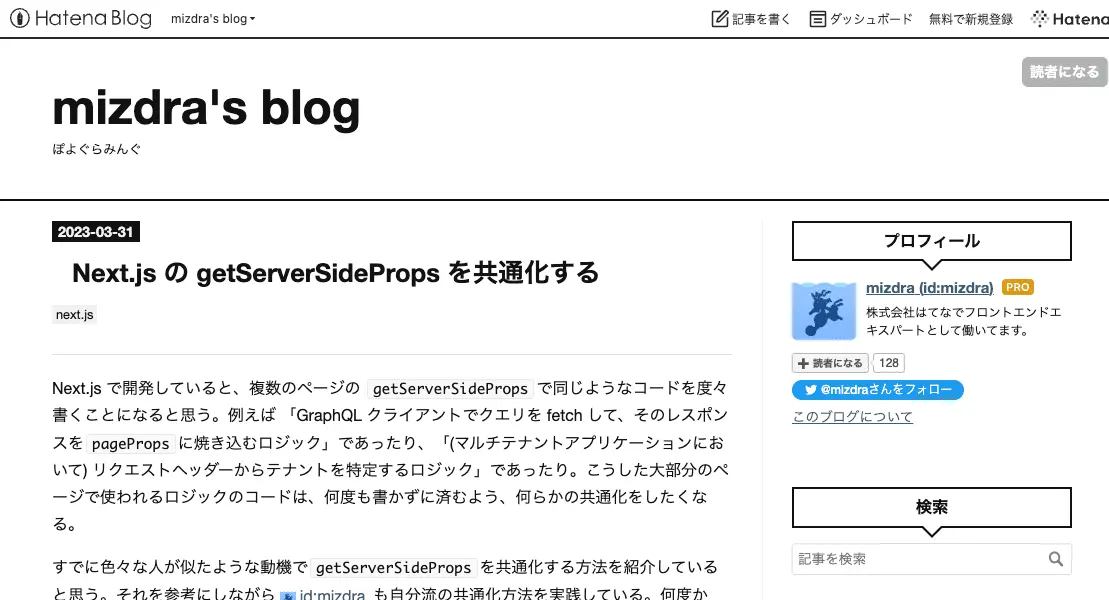 Hatena Blog
mizdra's blog
記事を書く
ダッシュボード
無料で新規登録
Hatena
読者になる
mizdra's blog
ぽよぐらみんぐ
2023-03-31
Next.js の getServerSideProps を共通化する
next.js
Next.js で開発していると、複数のページの getServerSideProps で同じようなコードを度々
書くことになると思う。例えば 「GraphQL クライアントでクエリを fetch して、そのレスポン
スを pageProps に焼き込むロジック」であったり、「(マルチテナントアプリケーションにお
いて) リクエストヘッダーからテナントを特定するロジック」であったり。こうした大部分のペ
ージで使われるロジックのコードは、何度も書かずに済むよう、何らかの共通化をしたくな
る。
すでに色々な人が似たような動機で getServerSideProps を共通化する方法を紹介している
と思う。それを参考にしながら id:mizdra も自分流の共通化方法を実践している。何度か
プロフィール
mizdra (id:mizdra) PRO
株式会社はてなでフロントエンドエ
キスパートとして働いてます。
読者になる 128
@mizdraさんをフォロー
このブログについて
検索
記事を検索